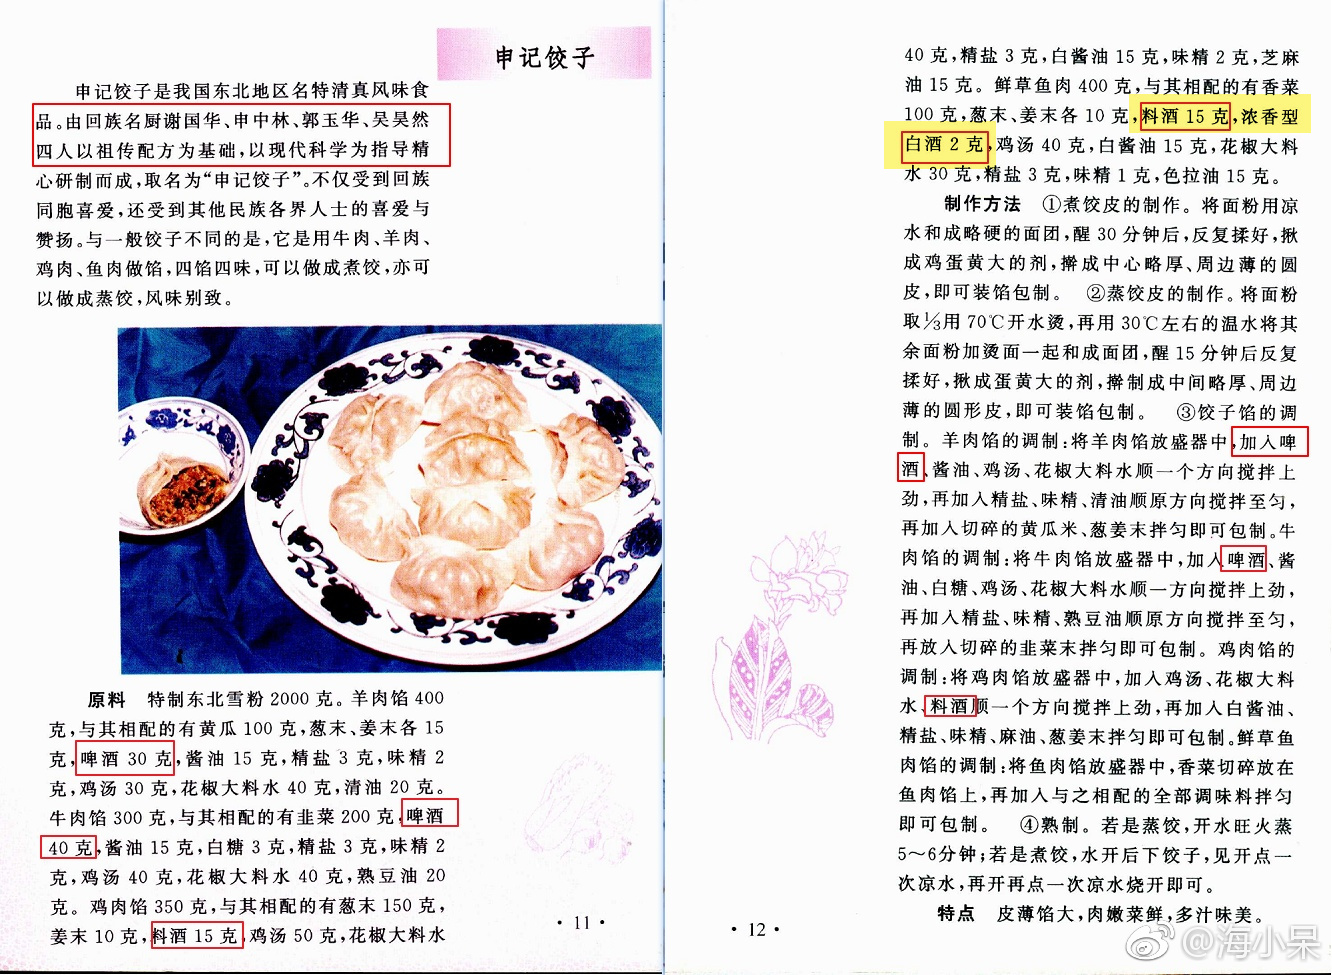 申记饺子
申记饺子是我国东北地区名特清真风味食
品。由回族名厨谢国华、申中林、郭玉华、吴昊然
四人以祖传配方为基础,以现代科学为指导精
心研制而成,取名为“申记饺子”。不仅受到回族
同胞喜爱,还受到其他民族各界人士的喜爱与
赞扬。与一般饺子不同的是,它是用牛肉、羊肉、
鸡肉、鱼肉做馅,四馅四味,可以做成煮饺,亦可
以做成蒸饺,风味别致。
原料 特制东北雪粉 2000 克。羊肉馅 400
克,与其相配的有黄瓜 100 克,葱末、姜末各 15
克,啤酒 30 克,酱油 15 克,精盐 3 克,味精 2
克,鸡汤 30 克,花椒大料水 40 克,清油 20 克。
牛肉馅 300 克,与其相配的有韭菜 200 克,啤酒
40 克,酱油 15 克,白糖 3 克,精盐 3 克,味精 2
克,鸡汤 40 克,花椒大料水 40 克,熟豆油 20
克。鸡肉馅 350 克,与其相配的有葱末 150 克,
姜末 10 克,料酒 15 克,鸡汤 50 克,花椒大料水
· 11 ·
40 克,精盐 3 克,白酱油 15 克,味精 2 克,芝麻
油 15 克。鲜草鱼肉 400 克,与其相配的有香菜
100 克,葱末、姜末各 10 克,料酒 15 克,浓香型
白酒 2 克,鸡汤 40 克,白酱油 15 克,花椒大料
水 30 克,精盐 3 克,味精 1 克,色拉油 15 克。
制作方法 ①煮饺皮的制作。将面粉用凉
水和成略硬的面团,醒 30 分钟后,反复揉好,揪
成鸡蛋黄大的剂,擀成中心略厚、周边薄的圆
皮,即可装馅包制。 ②蒸饺皮的制作。将面粉
取⅓用 70℃开水烫,再用 30℃左右的温水将其
余面粉加烫面一起和成面团,醒 15 分钟后反复
揉好,揪成蛋黄大的剂,擀制成中间略厚、周边
薄的圆形皮,即可装馅包制。 ③饺子馅的调
制。羊肉馅的调制:将羊肉馅放盛器中,加入啤
酒、酱油、鸡汤、花椒大料水顺一个方向搅拌上
劲,再加入精盐、味精、清油顺原方向搅拌至匀,
再加入切碎的黄瓜米、葱姜末拌匀即可包制。牛
肉馅的调制:将牛肉馅放盛器中,加入啤酒、酱
油、白糖、鸡汤、花椒大料水顺一方向搅拌上劲,
再加入精盐、味精、熟豆油顺原方向搅拌至匀,
再放入切碎的韭菜末拌匀即可包制。鸡肉馅的
调制:将鸡肉馅放盛器中,加入鸡汤、花椒大料
水、料酒顺一个方向搅拌上劲,再加入白酱油、
精盐、味精、麻油、葱姜末拌匀即可包制。鲜草鱼
肉馅的调制:将鱼肉馅放盛器中,香菜切碎放在
鱼肉馅上,再加入与之相配的全部调味料拌匀
即可包制。 ④熟制。若是蒸饺,开水旺火蒸
5～6分钟;若是煮饺,水开后下饺子,见开点一
次凉水,再开再点一次凉水烧开即可。
特点 皮薄馅大,肉嫩菜鲜,多汁味美。
· 12 ·
@海小呆